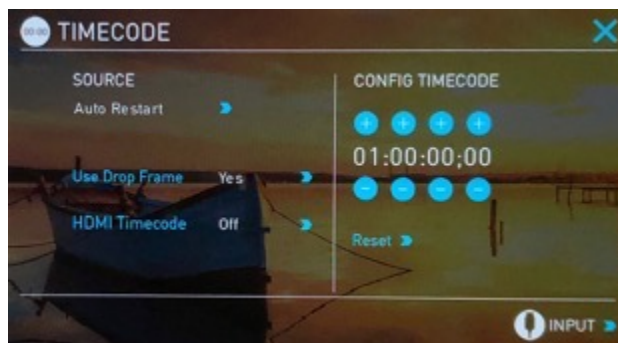 00:00 TIMECODE
SOURCE
Auto Restart
Use Drop Frame Yes
HDMI Timecode Off
CONFIG TIMECODE
01:00:00;00
Reset
INPUT